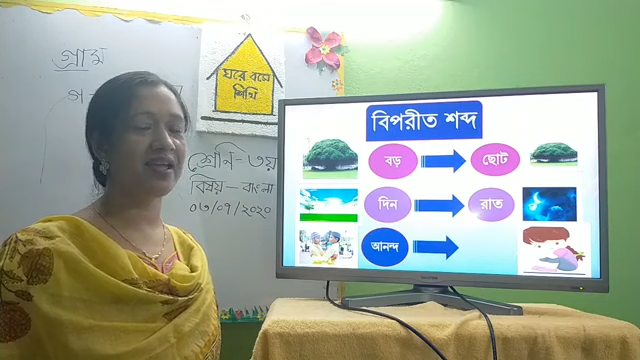 গ্রাম
ঘরে বসে
শিখি
শ্রেনি - ৩য়
বিষয় - বাংলা
০৩/০৭/২০২০
বিপরীত শব্দ
বড় ছোট
দিন রাত
আনন্দ